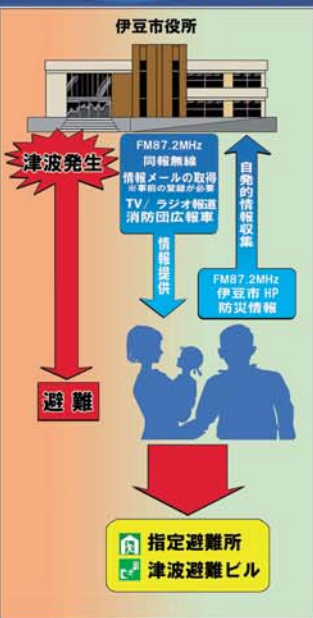 伊豆市役所
津波発生
FM87.2MHz
同報無線
情報メールの取得
※事前の登録が必要
TV/ラジオ報道
消防団広報車
情報提供
自発的情報収集
FM87.2MHz
伊豆市 HP
防災情報
避難
指定避難所
津波避難ビル